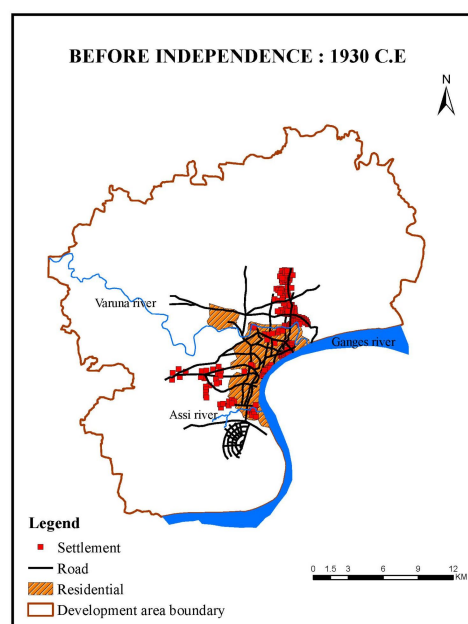 BEFORE INDEPENDENCE : 1930 C.E
N
Varuna river
Ganges river
Assi river
Legend
Settlement
Road
Residential
Development area boundary
0 1.5 3 6 9 12
KM